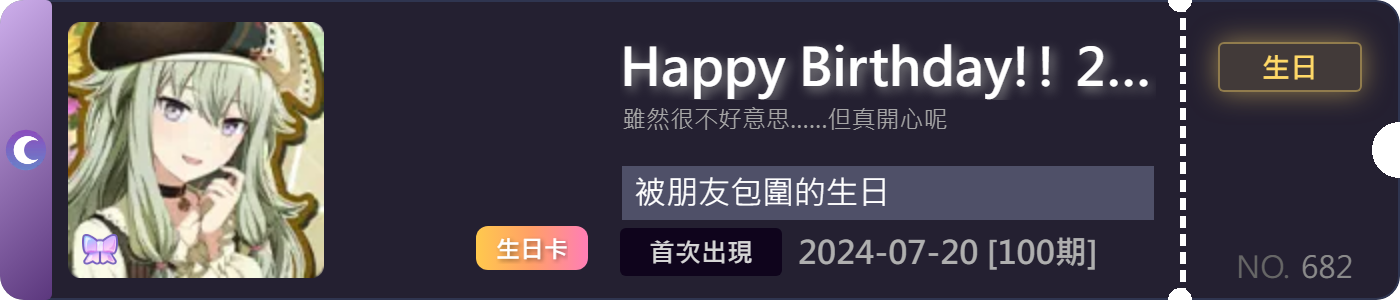 Happy Birthday!！ 2...
雖然很不好意思......但真開心呢
被朋友包圍的生日
生日卡
首次出現
2024-07-20 [100期]
生日
NO. 682